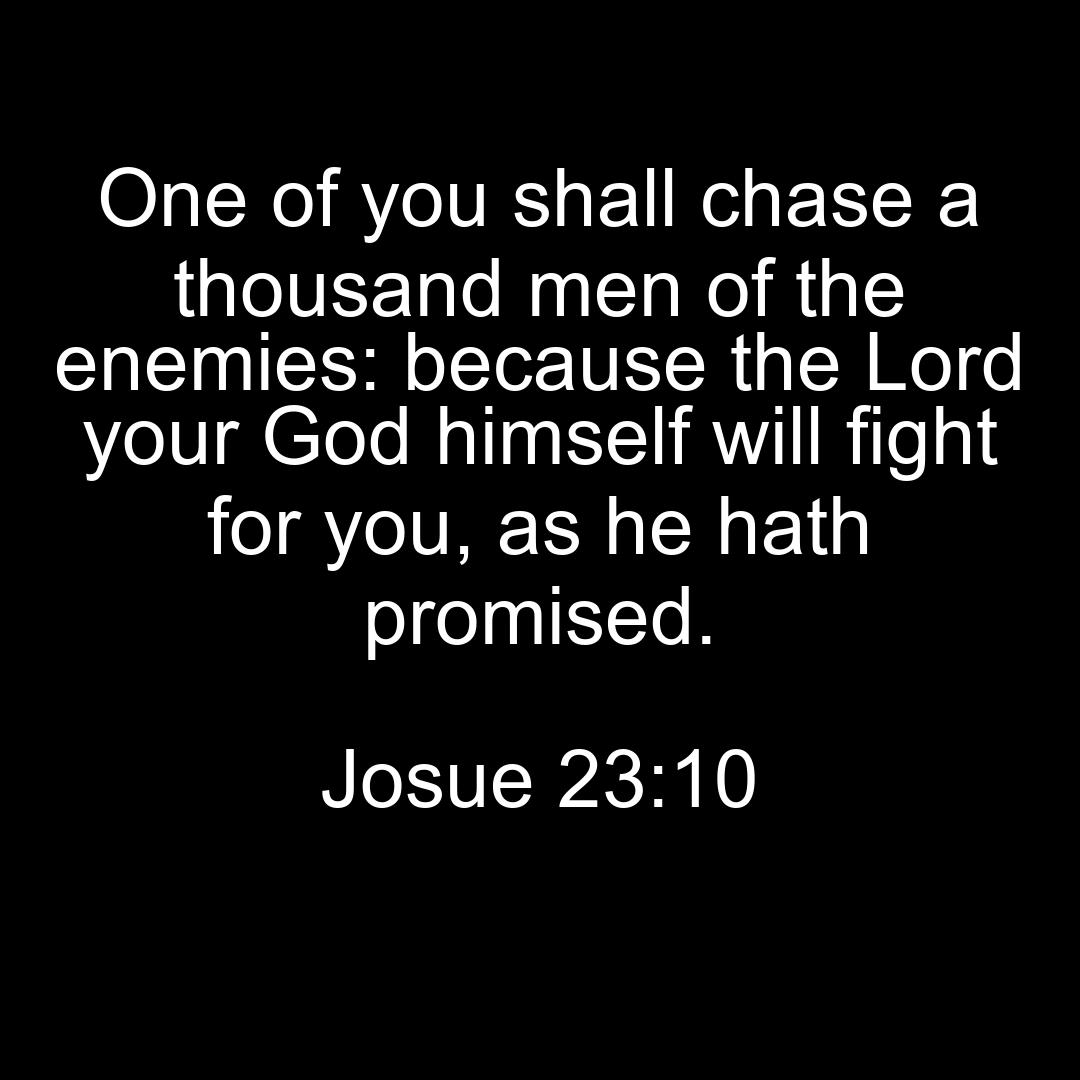 One of you shall chase a
thousand men of the
enemies: because the Lord
your God himself will fight
for you, as he hath
promised.
Josue 23:10